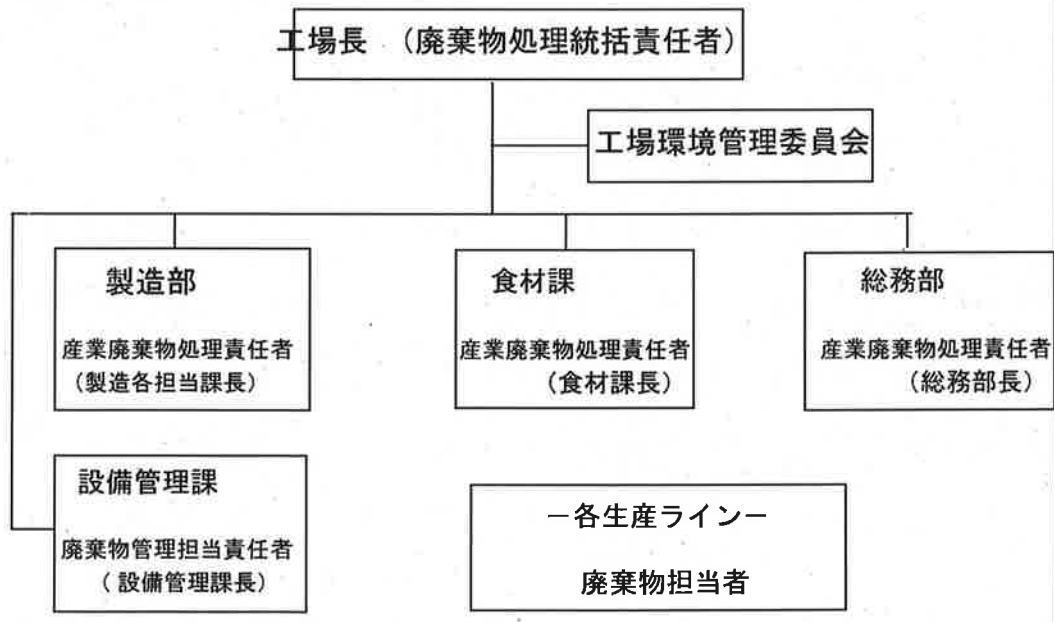 工場長 （廃棄物処理統括責任者）
工場環境管理委員会
製造部
産業廃棄物処理責任者
（製造各担当課長）
食材課
産業廃棄物処理責任者
（食材課長）
総務部
産業廃棄物処理責任者
（総務部長）
設備管理課
廃棄物管理担当責任者
（設備管理課長）
－各生産ライン－
廃棄物担当者